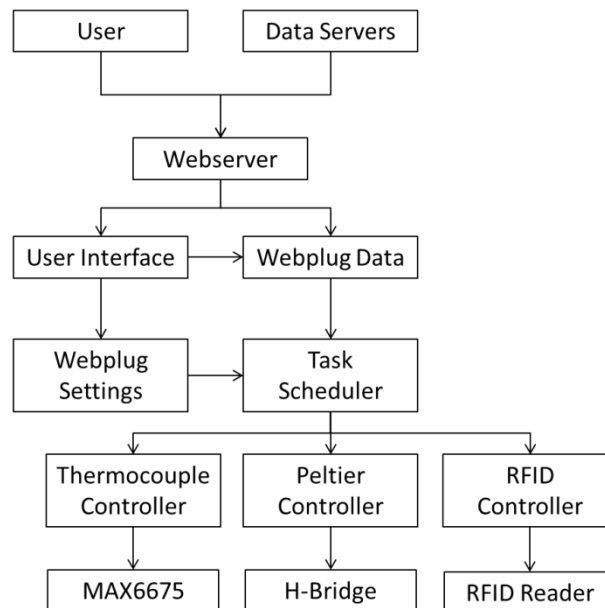 User
Data Servers
Webserver
User Interface
Webplug Data
Webplug
Settings
Task
Scheduler
Thermocouple
Controller
Peltier
Controller
RFID
Controller
MAX6675
H-Bridge
RFID Reader